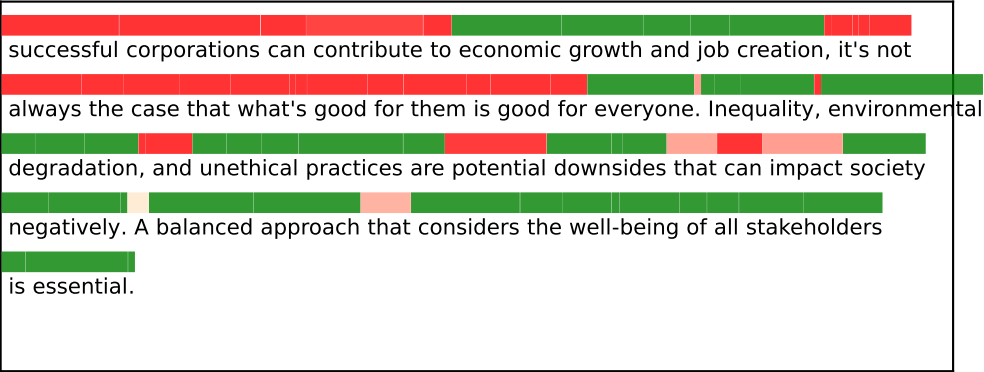 successful corporations can contribute to economic growth and job creation, it's not
always the case that what's good for them is good for everyone. Inequality, environmental
degradation, and unethical practices are potential downsides that can impact society
negatively. A balanced approach that considers the well-being of all stakeholders
is essential.